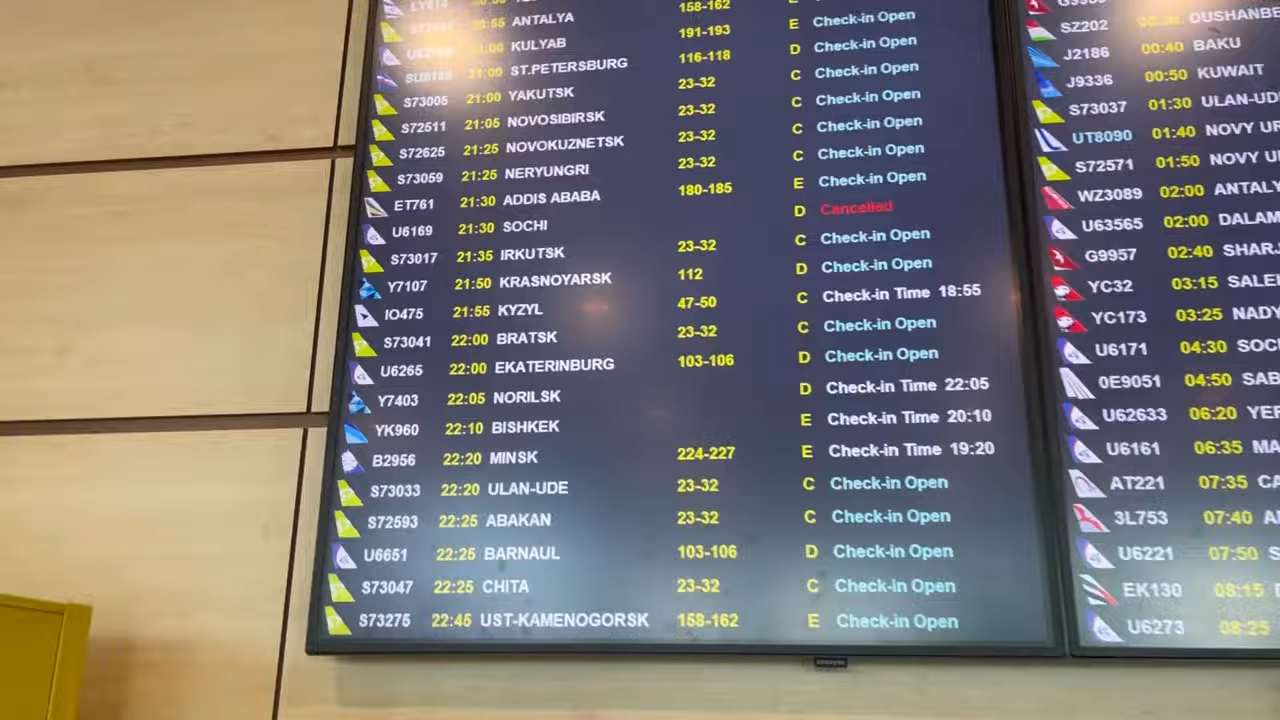 ANTALYA 158-162
21:00 KULYAB 191-193 E Check-in Open
21:00 ST.PETERSBURG 116-118 D Check-in Open
S73005 21:00 YAKUTSK 23-32 C Check-in Open
S72511 21:05 NOVOSIBIRSK 23-32 C Check-in Open
S72625 21:25 NOVOKUZNETSK 23-32 C Check-in Open
S73059 21:25 NERYUNGRI 23-32 C Check-in Open
ET761 21:30 ADDIS ABABA 180-185 E Check-in Open
U6169 21:30 SOCHI D Cancelled
S73017 21:35 IRKUTSK 23-32 C Check-in Open
Y7107 21:50 KRASNOYARSK 112 D Check-in Open
IO475 21:55 KYZYL 47-50 C Check-in Time 18:55
S73041 22:00 BRATSK 23-32 C Check-in Open
U6265 22:00 EKATERINBURG 103-106 D Check-in Open
Y7403 22:05 NORILSK D Check-in Time 22:05
YK960 22:10 BISHKEK E Check-in Time 20:10
B2956 22:20 MINSK 224-227 E Check-in Time 19:20
S73033 22:20 ULAN-UDE 23-32 C Check-in Open
S72593 22:25 ABAKAN 23-32 C Check-in Open
U6651 22:25 BARNAUL 103-106 D Check-in Open
S73047 22:25 CHITA 23-32 C Check-in Open
S73275 22:45 UST-KAMENOGORSK 158-162 E Check-in Open
SZ202 DUSHANBE
J2186 00:40 BAKU
J9336 00:50 KUWAIT
S73037 01:30 ULAN-UD
UT8090 01:40 NOVY UR
S72571 01:50 NOVY UR
WZ3089 02:00 ANTALY
U63565 02:00 DALAM
G9957 02:40 SHARJ
YC32 03:15 SALE
YC173 03:25 NADY
U6171 04:30 SOC
0E9051 04:50 SAB
U62633 06:20 YER
U6161 06:35 MA
AT221 07:35 CA
3L753 07:40 A
U6221 07:50 S
EK130 08:15
U6273 08:25